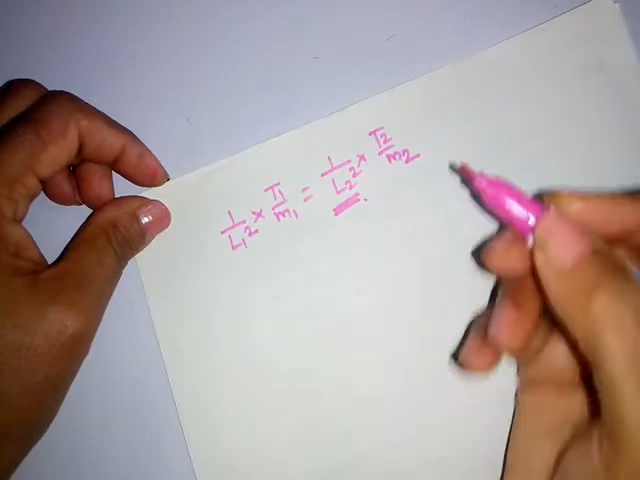 1/L₁² × T₁/m₁ = 1/L₂² × T₂/m₂.